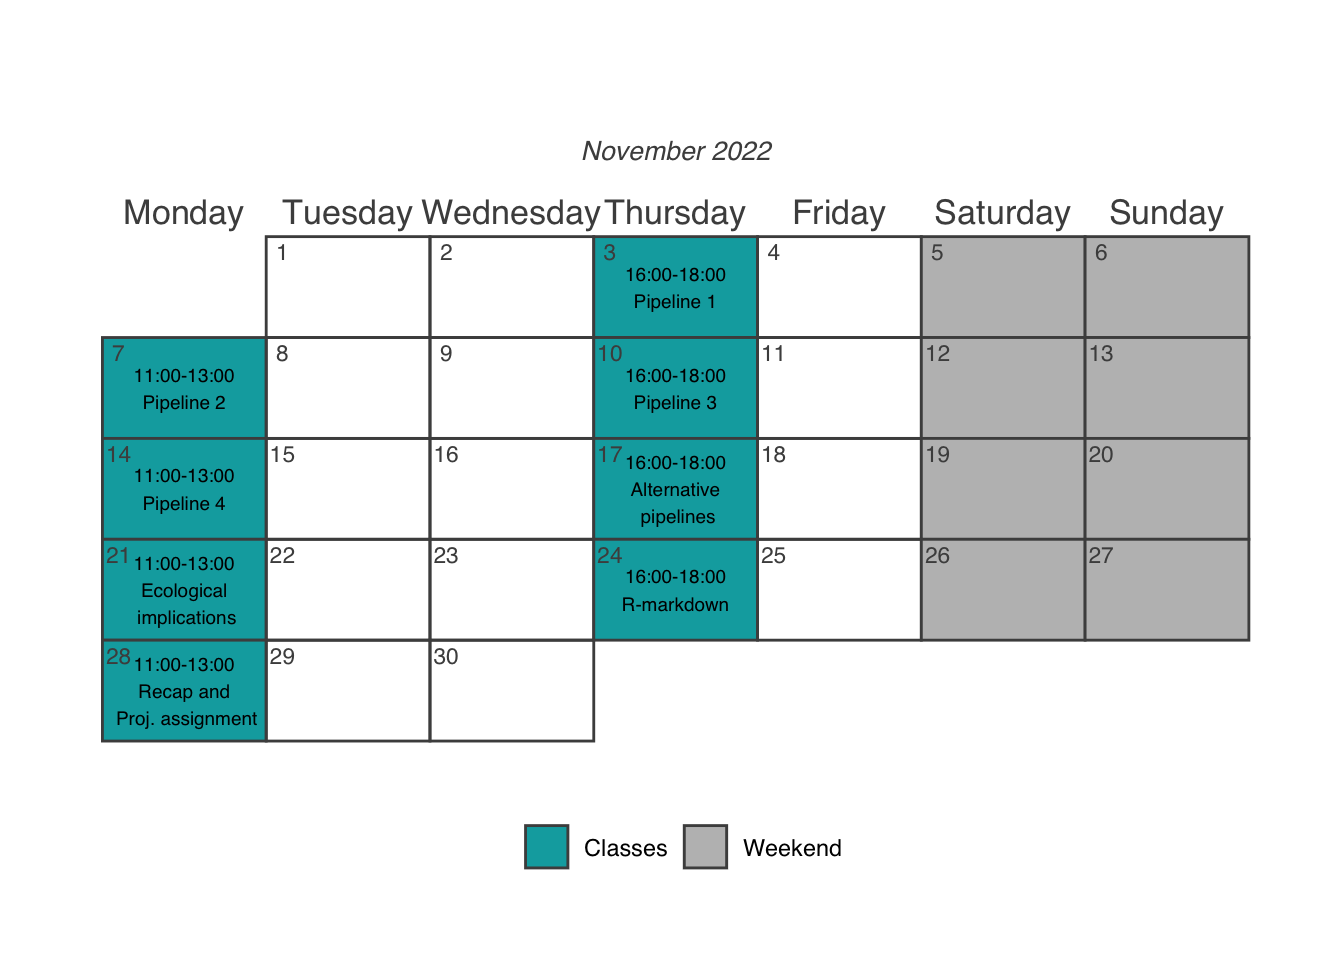 November 2022
Monday Tuesday Wednesday Thursday Friday Saturday Sunday
1
2
3
16:00-18:00
Pipeline 1
4
5
6
7
11:00-13:00
Pipeline 2
8
9
10
16:00-18:00
Pipeline 3
11
12
13
14
11:00-13:00
Pipeline 4
15
16
17
16:00-18:00
Alternative
pipelines
18
19
20
21
11:00-13:00
Ecological
implications
22
23
24
16:00-18:00
R-markdown
25
26
27
28
11:00-13:00
Recap and
Proj. assignment
29
30
Classes
Weekend